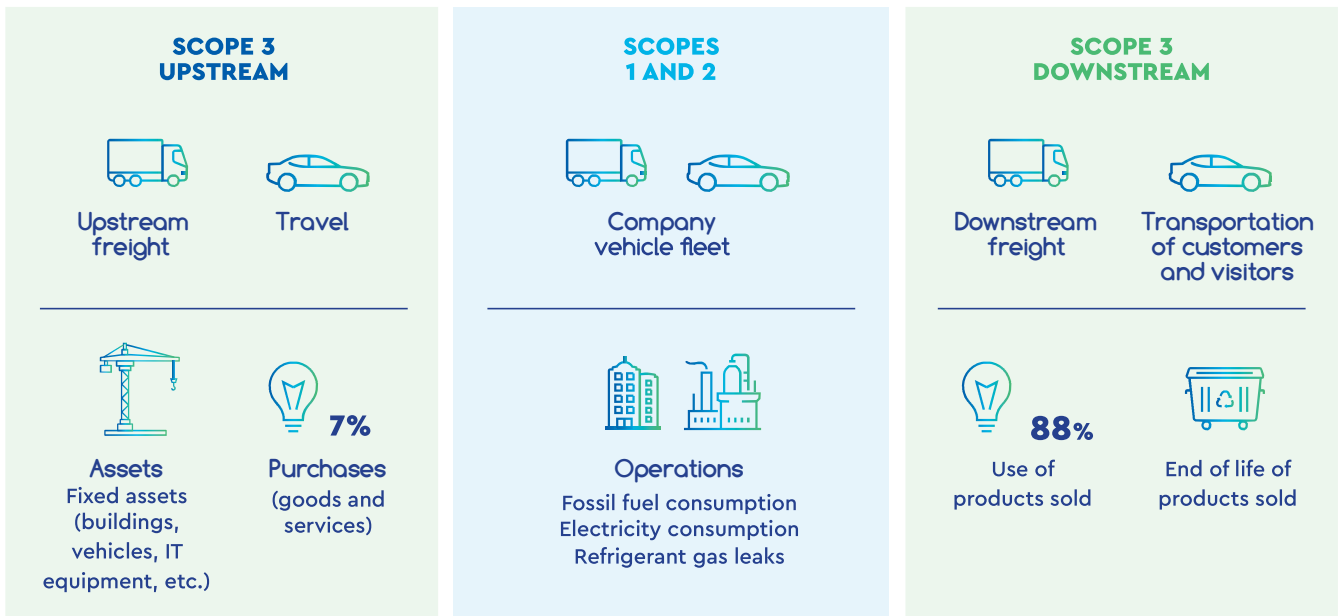 SCOPE 3
UPSTREAM
Upstream
freight
Travel
Assets
Fixed assets
(buildings,
vehicles, IT
equipment, etc.)
7%
Purchases
(goods and
services)
SCOPES
1 AND 2
Company
vehicle fleet
Operations
Fossil fuel consumption
Electricity consumption
Refrigerant gas leaks
SCOPE 3
DOWNSTREAM
Downstream
freight
Transportation
of customers
and visitors
88%
Use of
products sold
End of life of
products sold